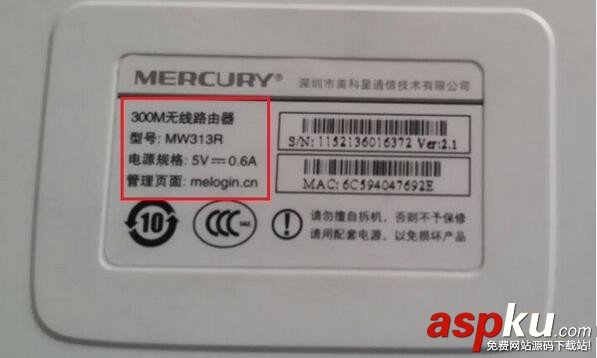 MERCURY® 深圳市美科星通信技术有限公司
300M无线路由器
型号: MW313R
电源规格: 5V⎓0.6A
管理页面: melogin.cn
S/N: 1152136016372 Ver:2.1
MAC: 6C594047692E
10
CCC S&E
请勿擅自拆机，否则不予保修
请用配套电源，以免损坏产品
aspku.com
免费网站源码下载站!